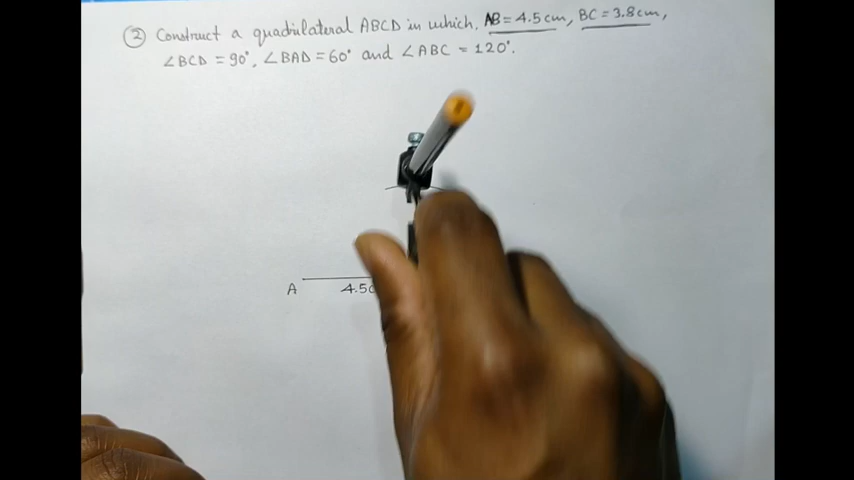 ② Construct a quadrilateral ABCD in which, AB = 4.5 cm, BC = 3.8 cm,
∠BCD = 90°, ∠BAD = 60° and ∠ABC = 120°.
A 4.5c